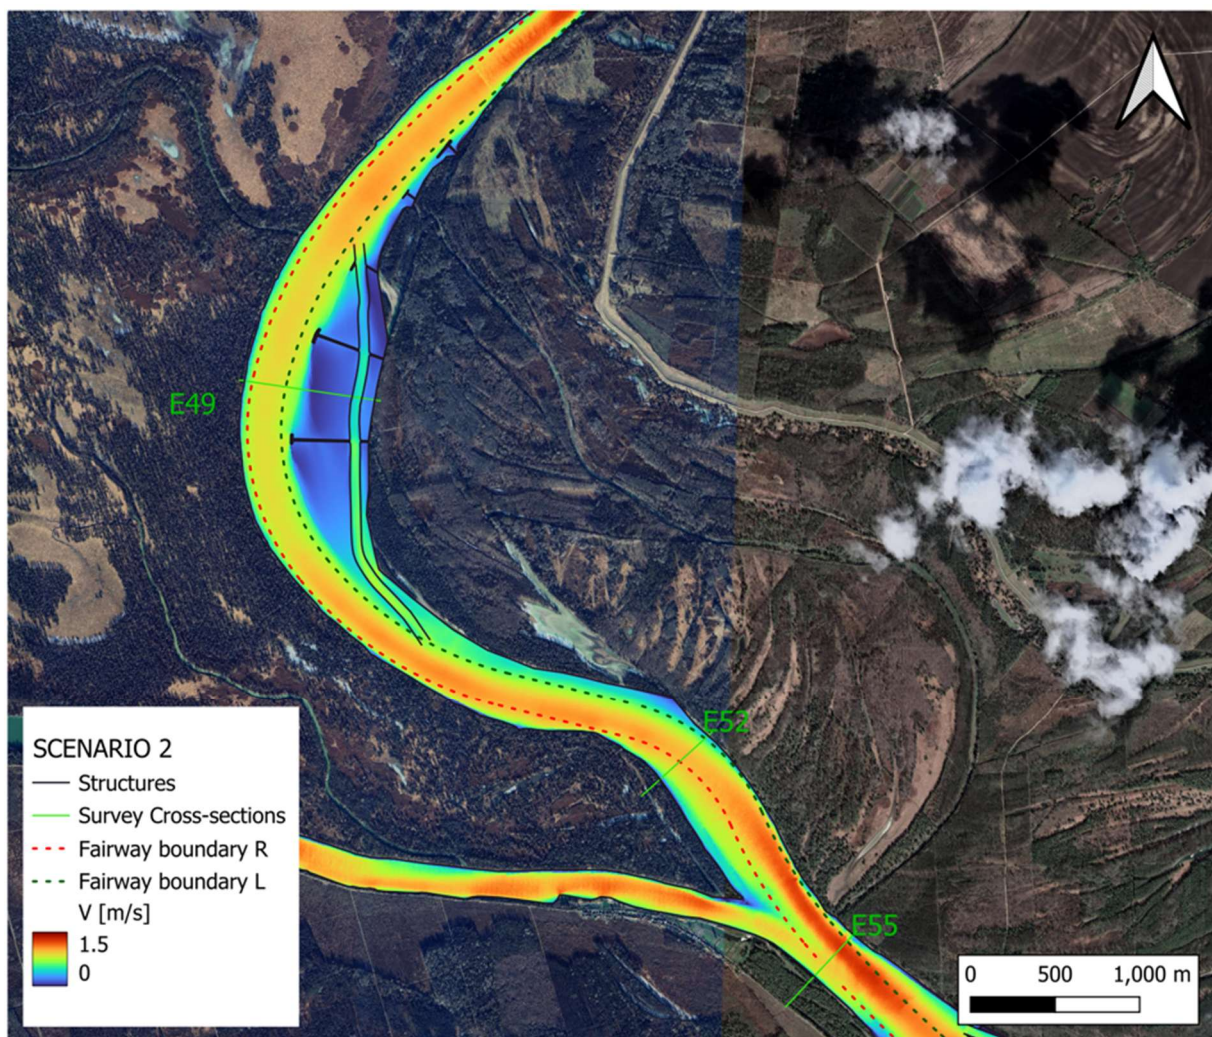 E49
E52
E55
SCENARIO 2
Structures
Survey Cross-sections
Fairway boundary R
Fairway boundary L
V [m/s]
1.5
0
0 500 1,000 m